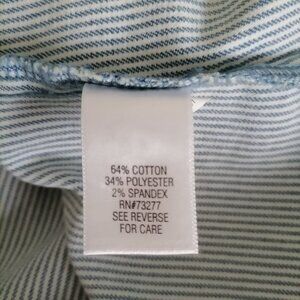 64% COTTON
34% POLYESTER
2% SPANDEX
RN#73277
SEE REVERSE
FOR CARE